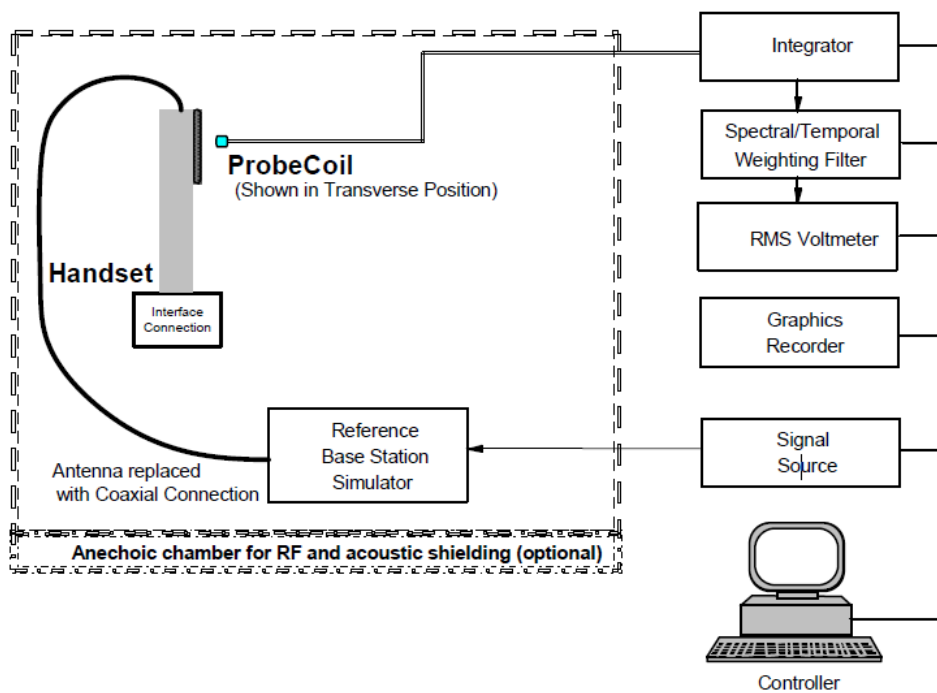 Integrator
Spectral/Temporal
Weighting Filter
RMS Voltmeter
Graphics
Recorder
Signal
Source
Controller
ProbeCoil
(Shown in Transverse Position)
Handset
Interface
Connection
Reference
Base Station
Simulator
Antenna replaced
with Coaxial Connection
Anechoic chamber for RF and acoustic shielding (optional)